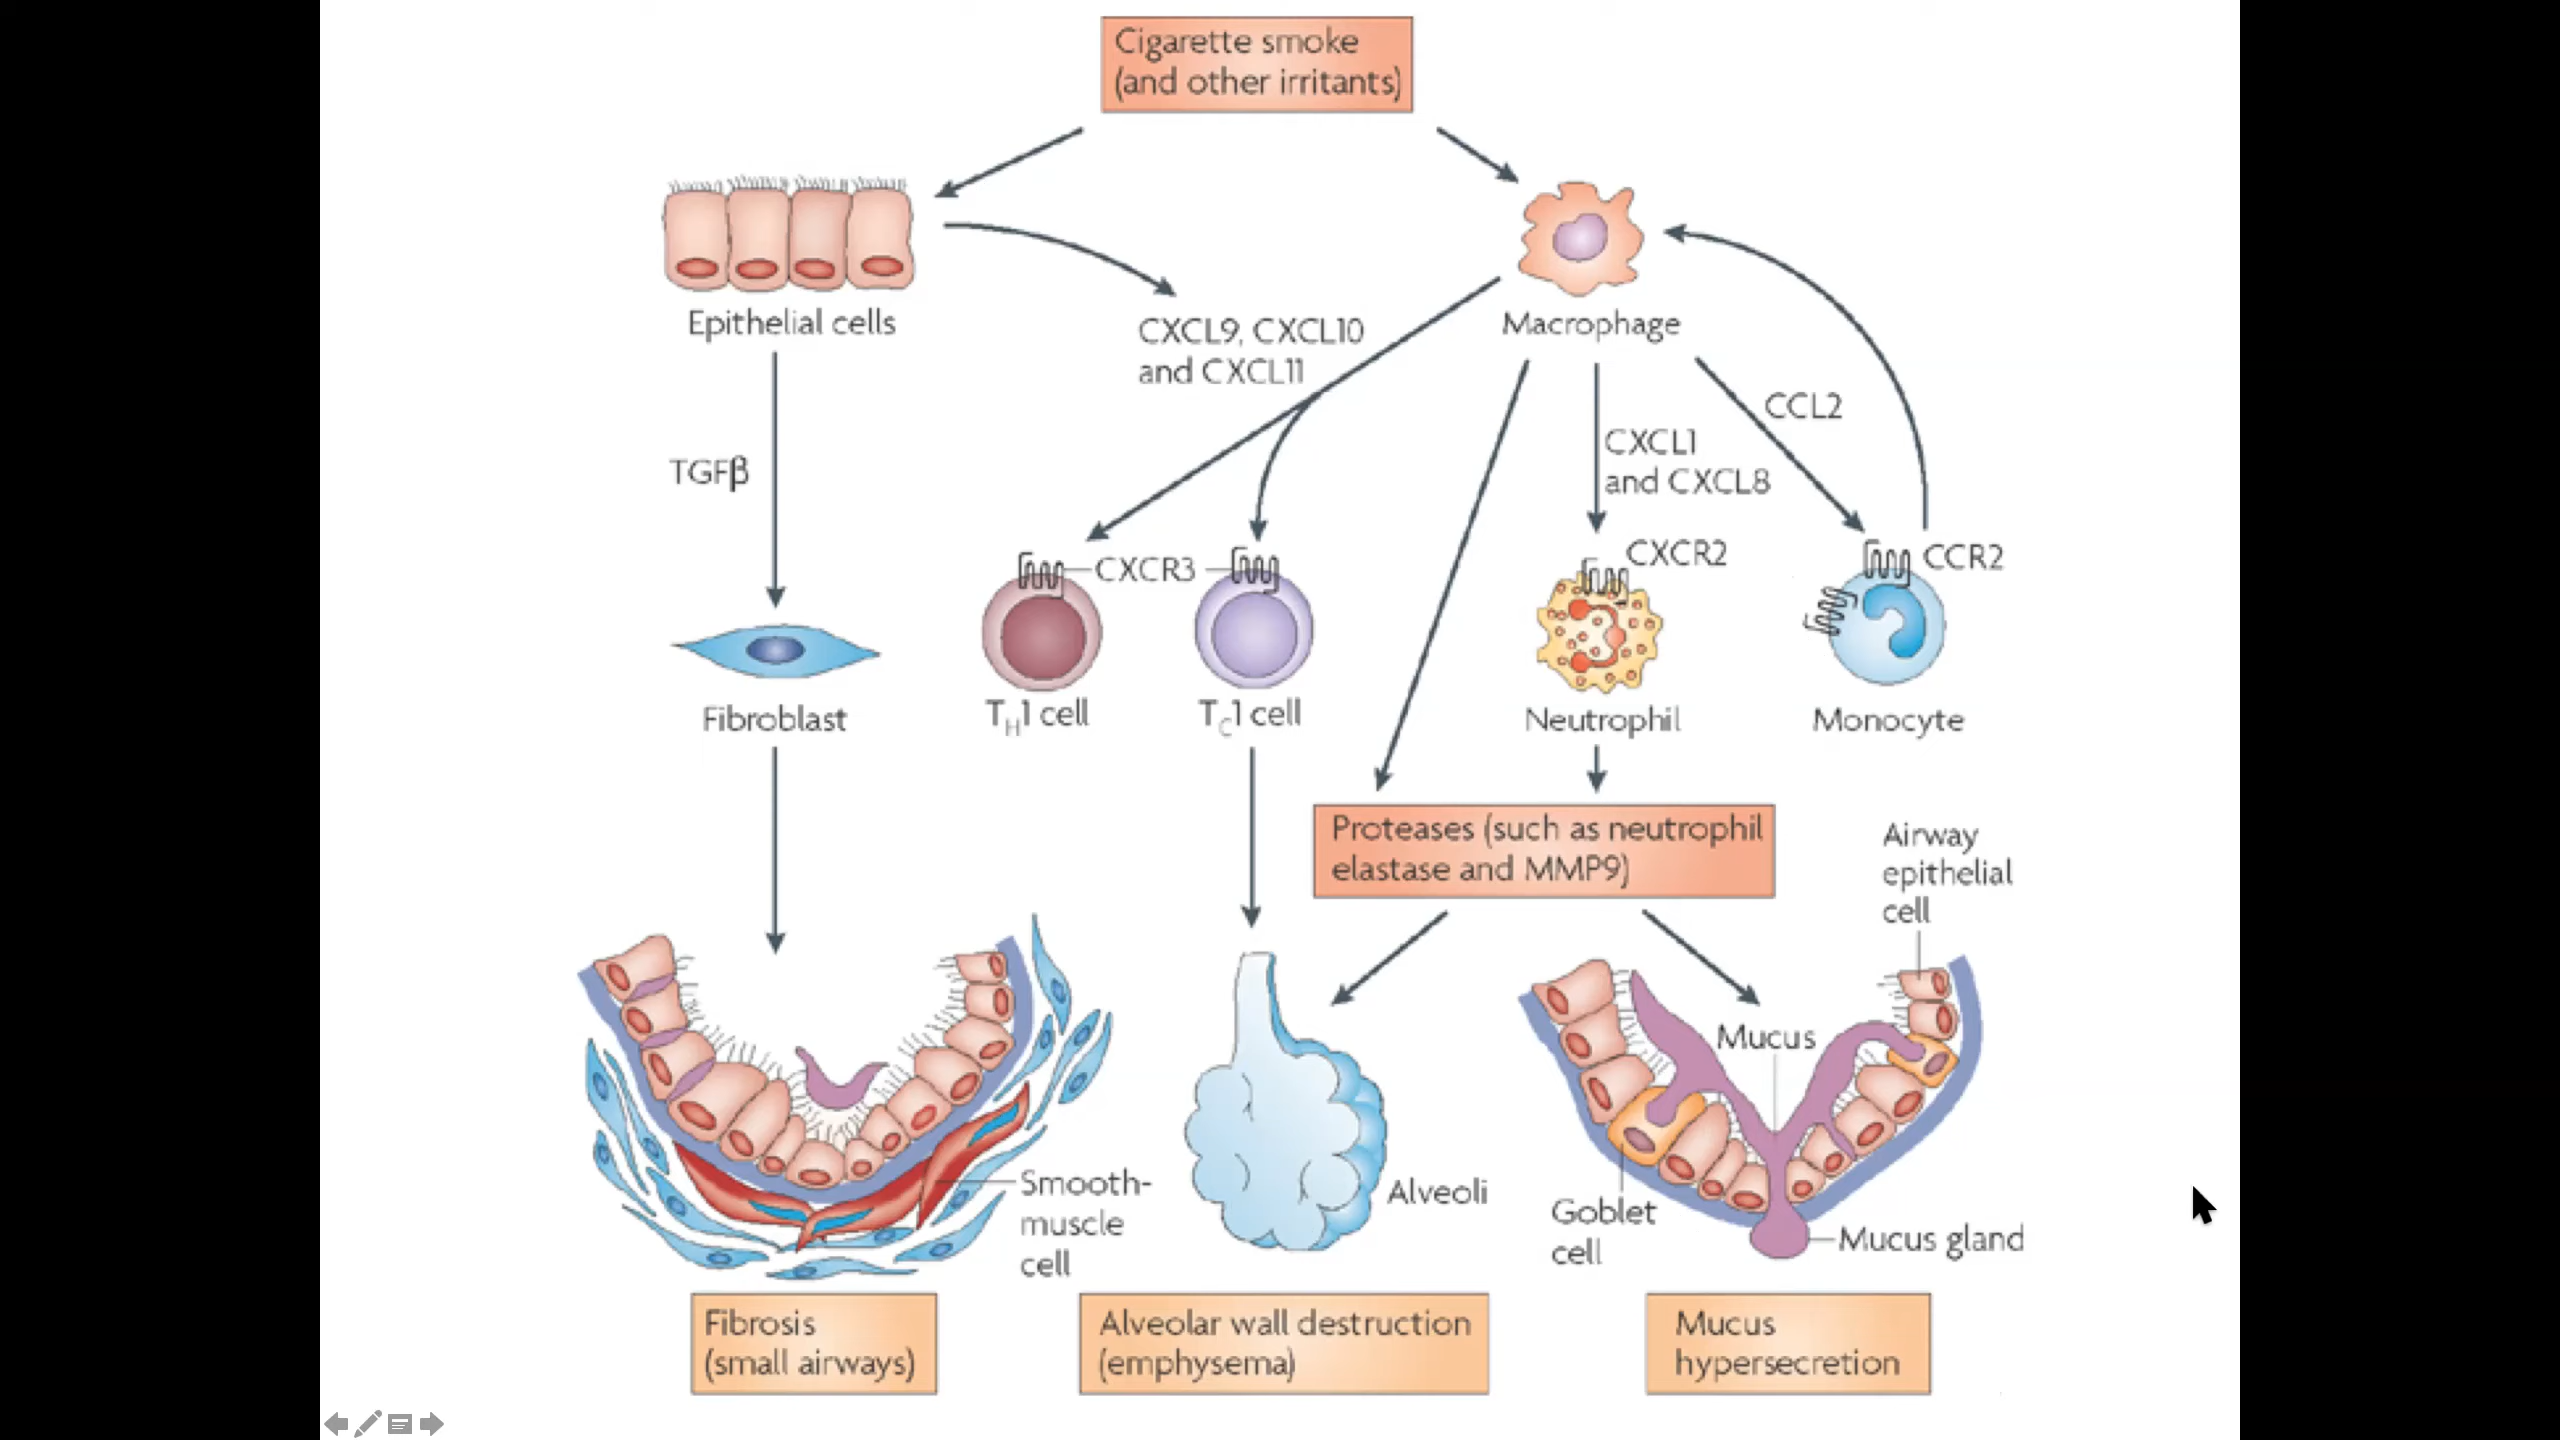 Cigarette smoke
(and other irritants)
Epithelial cells
CXCL9, CXCL10
and CXCL11
Macrophage
TGFβ
CXCL1
and CXCL8
CCL2
CXCR3
CXCR2
CCR2
Fibroblast
TH1 cell
TC1 cell
Neutrophil
Monocyte
Proteases (such as neutrophil
elastase and MMP9)
Airway
epithelial
cell
Mucus
Smooth-
muscle
cell
Alveoli
Goblet
cell
Mucus gland
Fibrosis
(small airways)
Alveolar wall destruction
(emphysema)
Mucus
hypersecretion